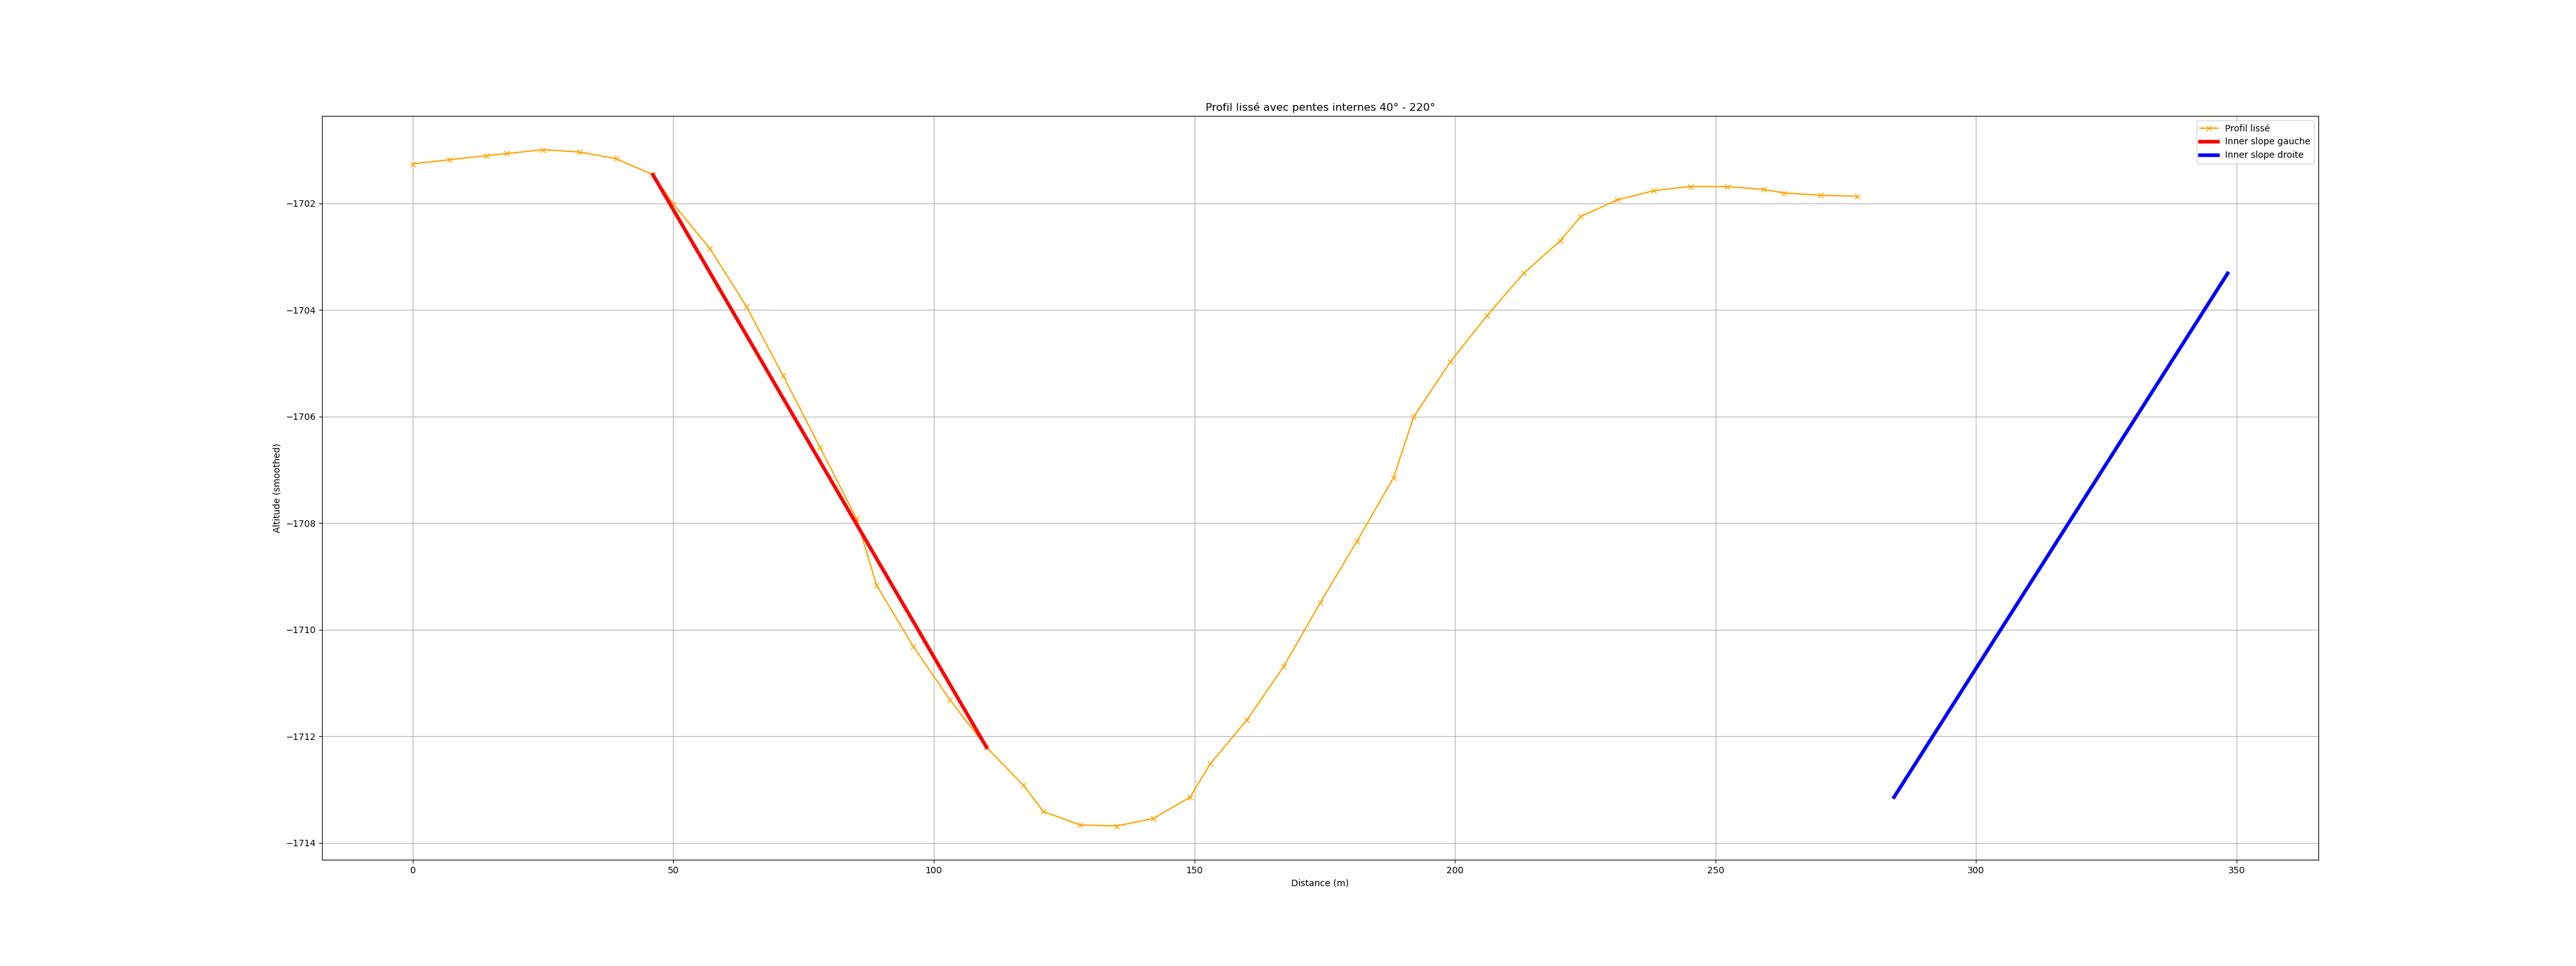 Profil lissé avec pentes internes 40° - 220°
Profil lissé
Inner slope gauche
Inner slope droite
Altitude (smoothed)
−1702
−1704
−1706
−1708
−1710
−1712
−1714
0 50 100 150 200 250 300 350
Distance (m)